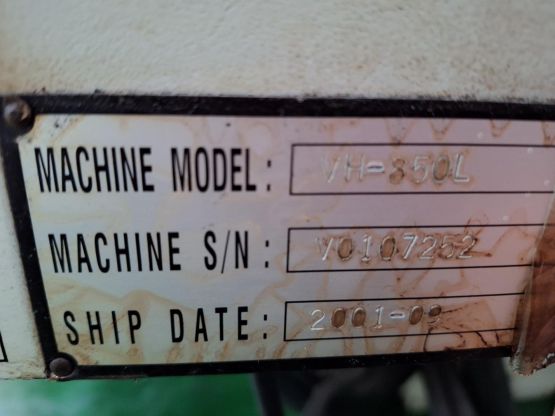 MACHINE MODEL: VH-350L
MACHINE S/N: V0107252
SHIP DATE: 2001-09